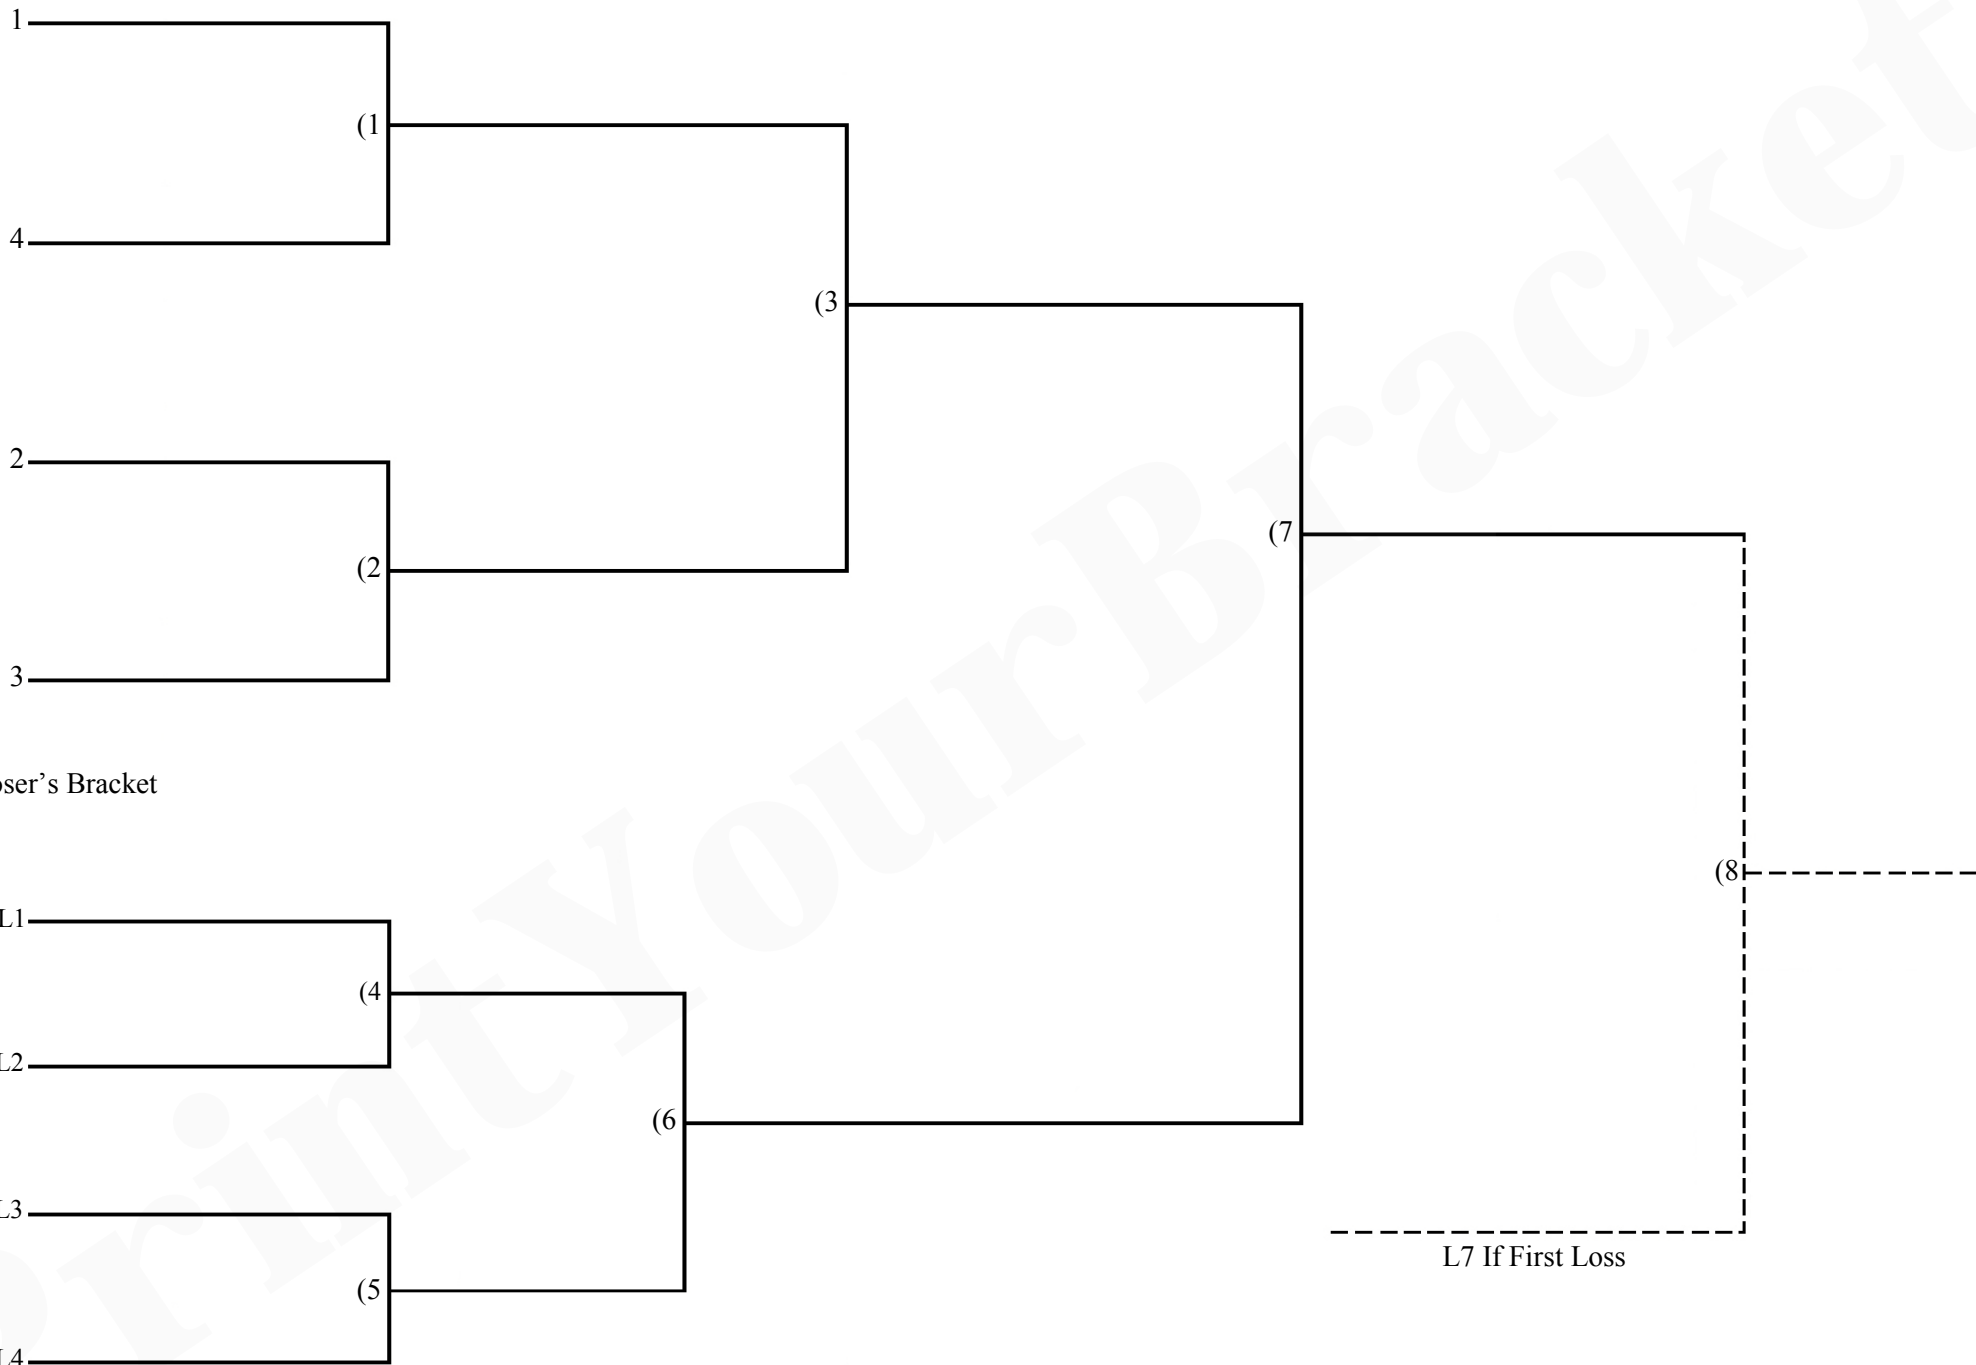 1
(1
4
(3
2
(7
(2
3
oser’s Bracket
(8
L1
(4
L2
(6
L3
L7 If First Loss
(5
L4
PrintYourBracket